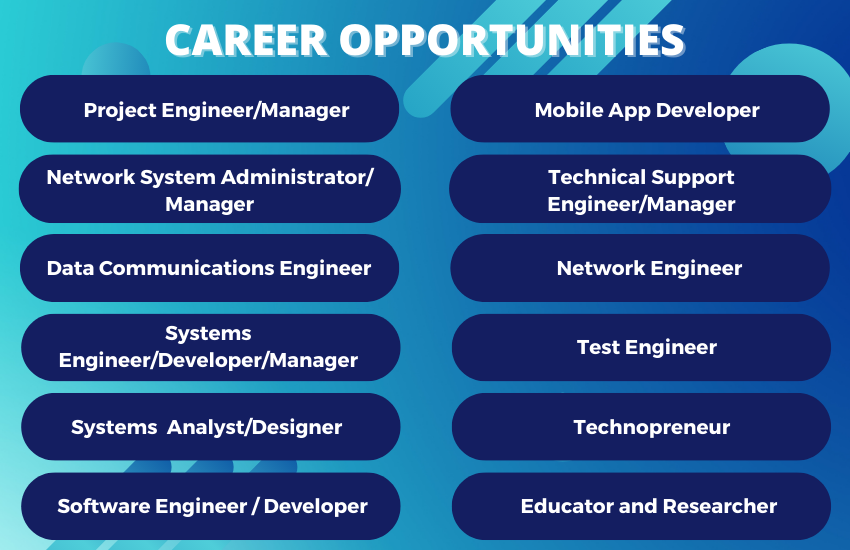 CAREER OPPORTUNITIES
Project Engineer/Manager
Network System Administrator/
Manager
Data Communications Engineer
Systems
Engineer/Developer/Manager
Systems Analyst/Designer
Software Engineer / Developer
Mobile App Developer
Technical Support
Engineer/Manager
Network Engineer
Test Engineer
Technopreneur
Educator and Researcher